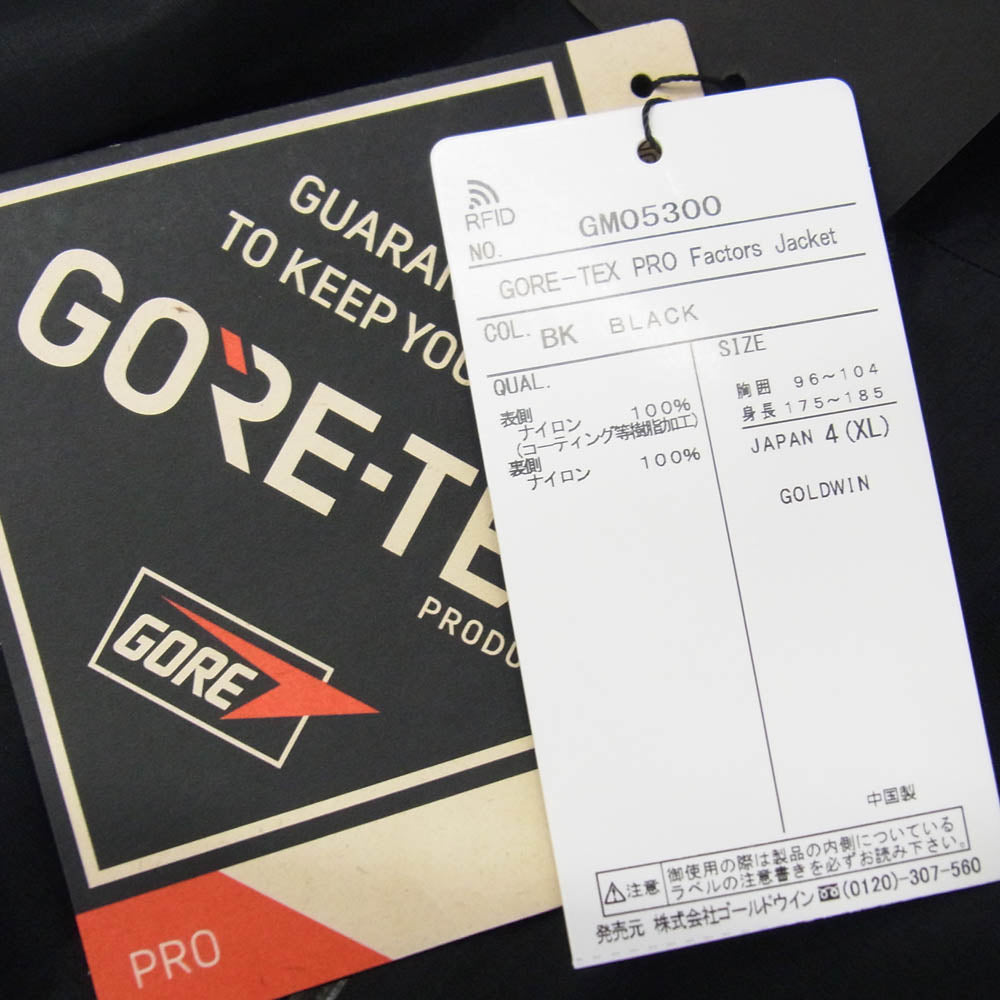 GUARAN
TO KEEP YOU
GORE-TE
PRODU
GORE
PRO
RFID
NO. GM05300
GORE-TEX PRO Factors Jacket
COL. BK BLACK
QUAL.
表側
ナイロン 100%
(コーティング等樹脂加工)
裏側
ナイロン 100%
SIZE
胸囲 96~104
身長 175~185
JAPAN 4 (XL)
GOLDWIN
中国製
注意 御使用の際は製品の内側についている
ラベルの注意書きを必ずお読み下さい。
発売元 株式会社ゴールドウイン (0120)-307-560